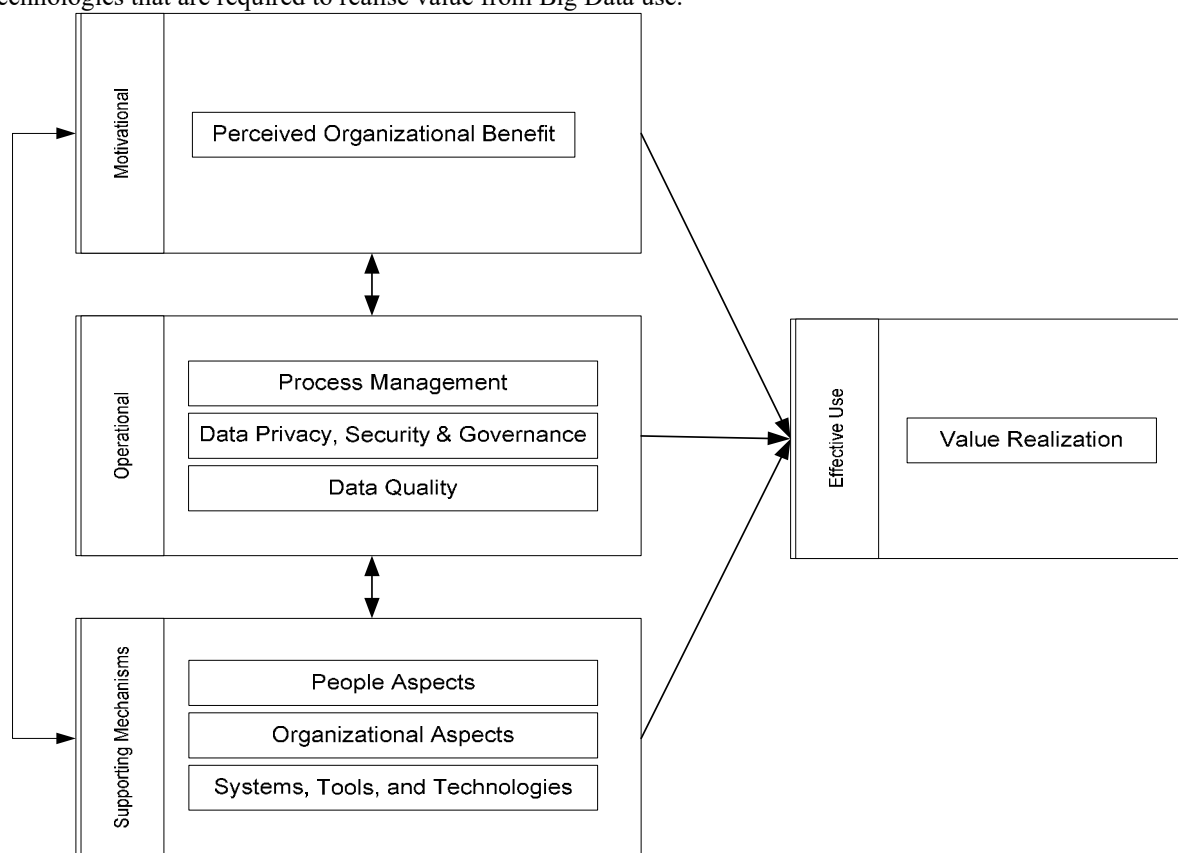 technologies that are required to realise value from Big Data use.
Motivational
Perceived Organizational Benefit
Operational
Process Management
Data Privacy, Security & Governance
Data Quality
Effective Use
Value Realization
Supporting Mechanisms
People Aspects
Organizational Aspects
Systems, Tools, and Technologies